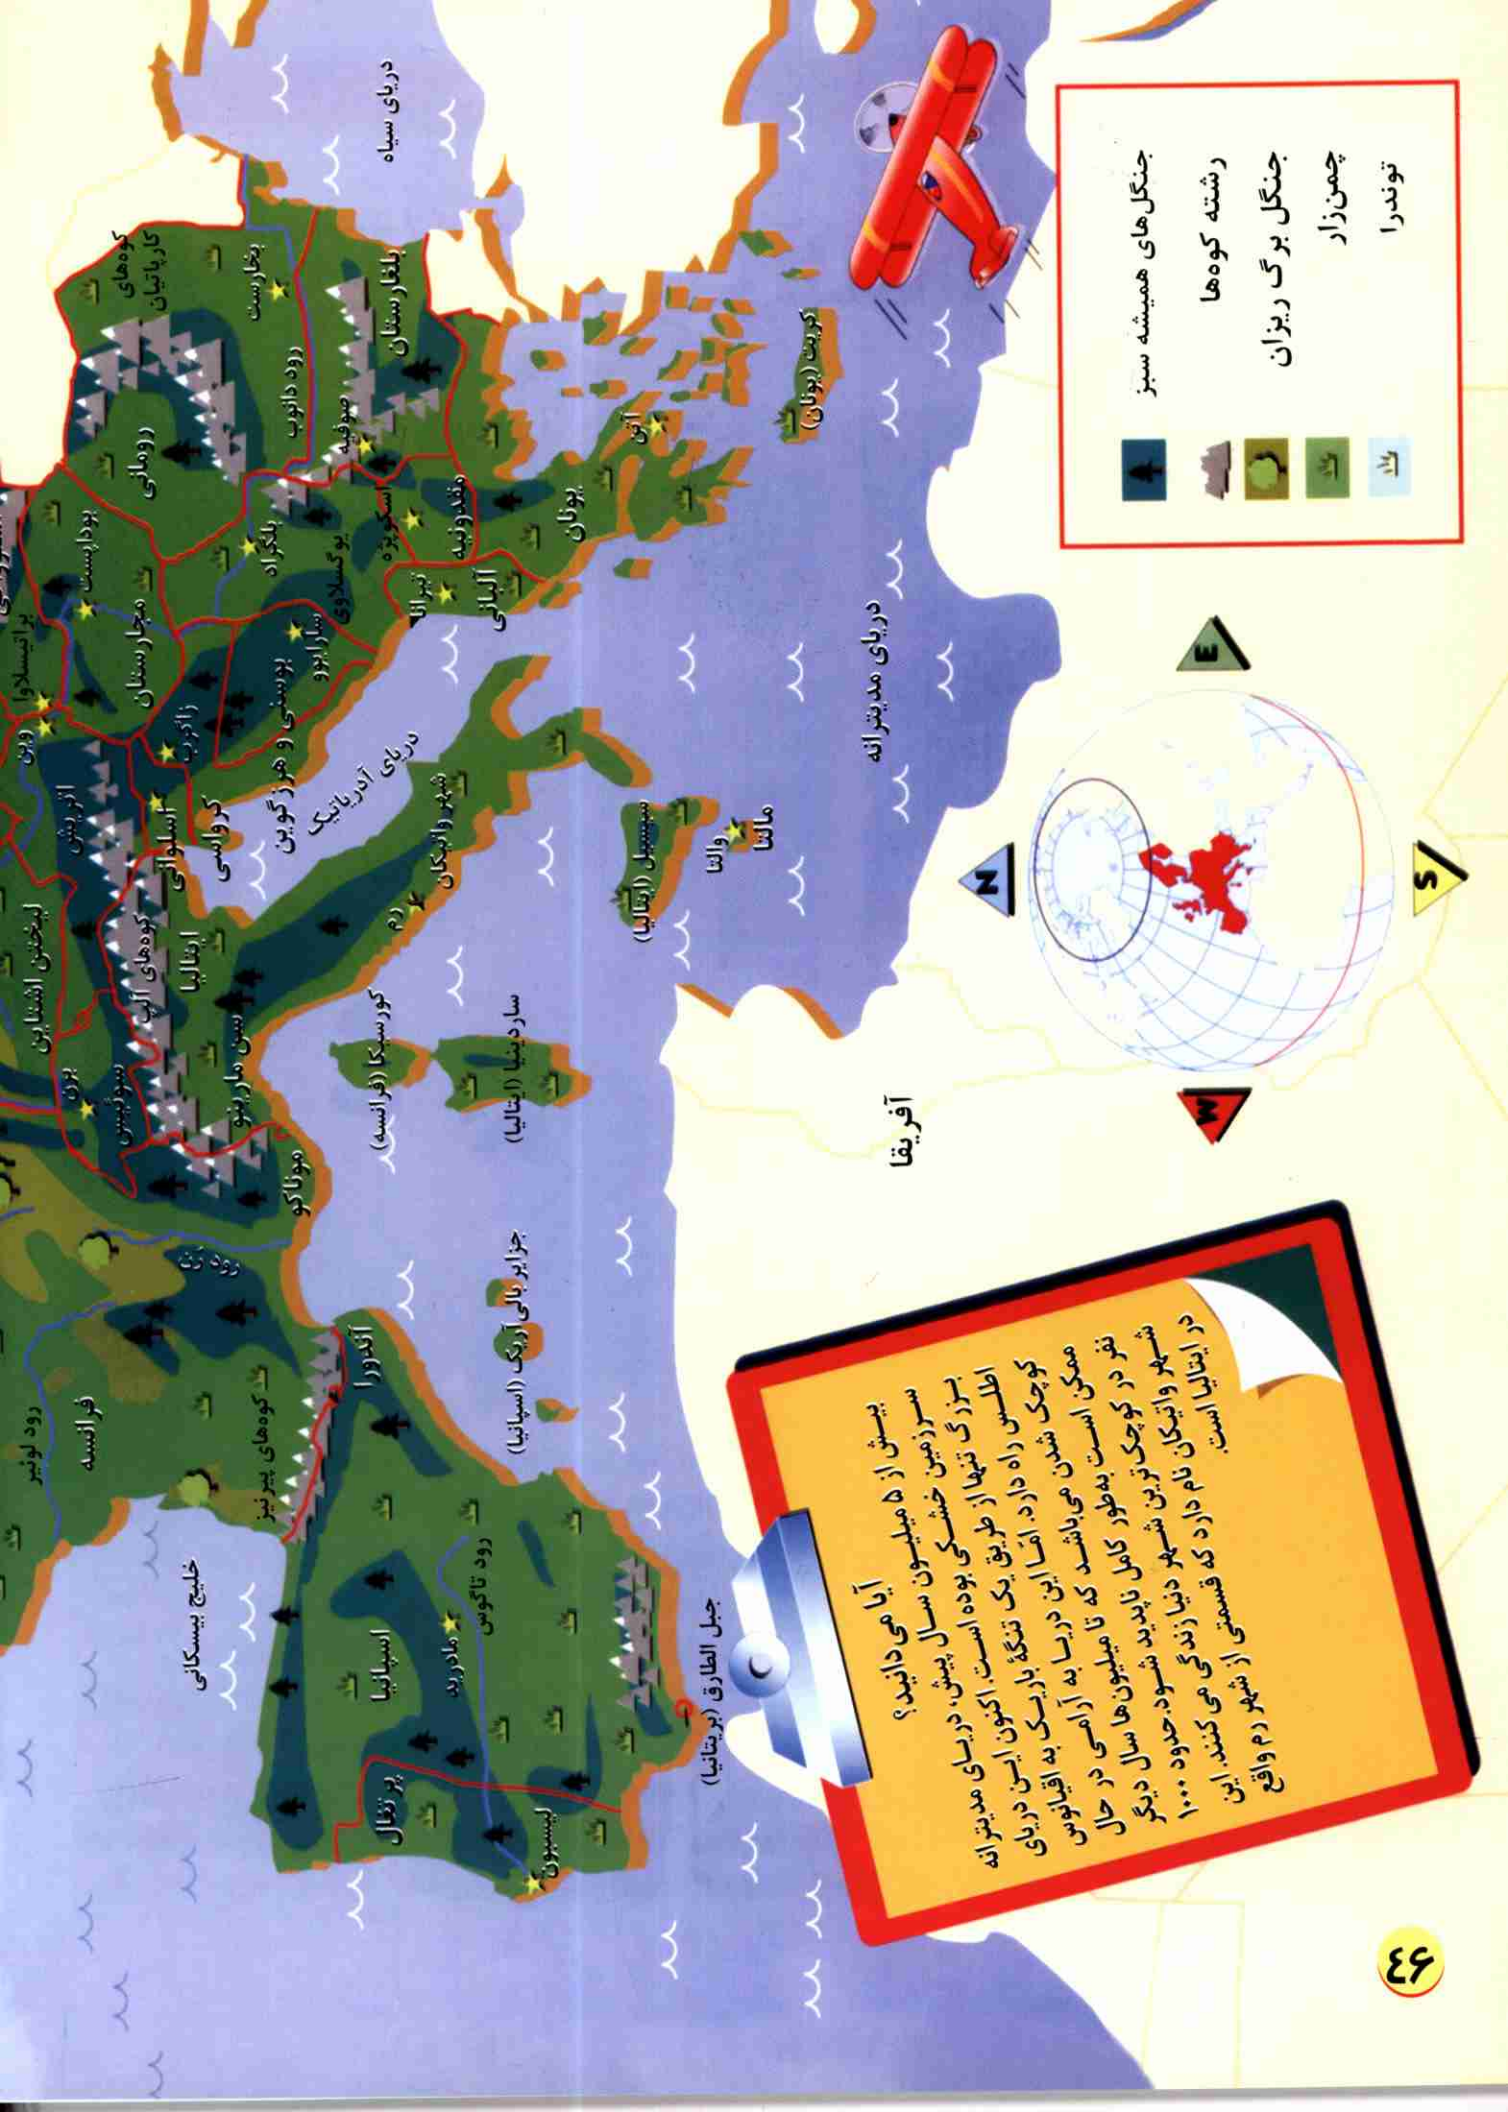 رود لوئیر
فرانسه
رود رُن
لیختن اشتاین
برن
سوئیس
کوه‌های آلپ
اتریش
وین
براتیسلاوا
بوداپست
مجارستان
رومانی
کوه‌های
کارپاتیان
بخارست
رود دانوب
دریای سیاه
بلغارستان
صوفیه
بلگراد
یوگسلاوی
اسکوپژه
مقدونیه
تیرانا
آلبانی
یونان
آتن
کریت (یونان)
زاگرب
اسلوانی
کرواسی
بوسنی و هرزگوین
سارایوو
دریای آدریاتیک
ایتالیا
سن مارینو
موناکو
شهر واتیکان
رم
کورسیکا (فرانسه)
ساردینیا (ایتالیا)
سیسیل (ایتالیا)
والتا
مالتا
دریای مدیترانه
خلیج بیسکانی
کوه‌های پیرنیز
آندورا
اسپانیا
مادرید
رود تاگوس
پرتغال
لیسبون
جزایر بالی آریک (اسپانیا)
جبل الطارق (بریتانیا)
آفریقا
آیا می‌دانید؟
بیش از ۵ میلیون سال پیش، دریای مدیترانه
سرزمین خشکی بوده است. اکنون این دریای
بزرگ تنها از طریق یک تنگهٔ باریک به اقیانوس
اطلس راه دارد. امّا این دریا به آرامی در حال
کوچک شدن می‌باشد که تا میلیون‌ها سال دیگر
ممکن است به‌طور کامل ناپدید شود. حدود ۱۰۰۰
نفر در کوچک‌ترین شهر دنیا زندگی می‌کنند. این
شهر واتیکان نام دارد که قسمتی از شهر رم واقع
در ایتالیا است.
N
W
E
S
جنگل‌های همیشه سبز
رشته کوه‌ها
جنگل برگ ریزان
چمن‌زار
توندرا
۴۶